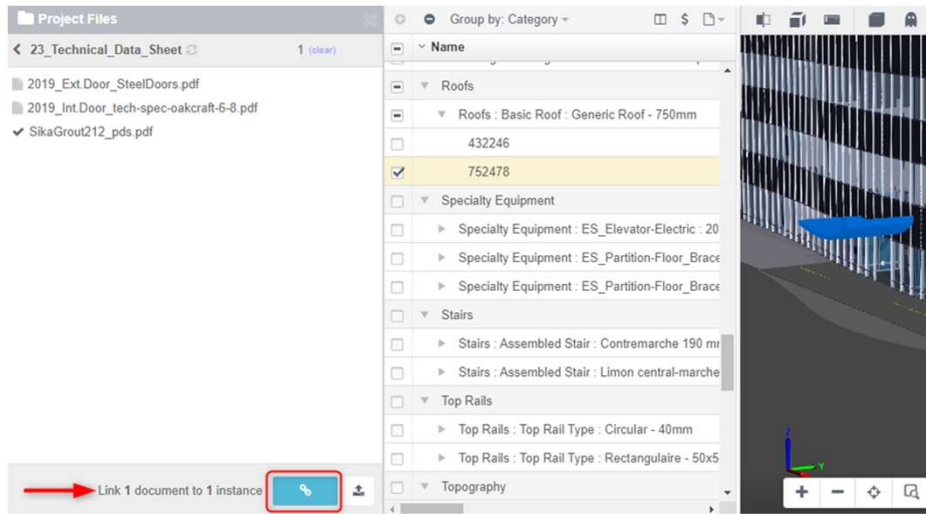 Project Files
23_Technical_Data_Sheet 1 (clear)
2019_Ext.Door_SteelDoors.pdf
2019_Int.Door_tech-spec-oakcraft-6-8.pdf
SikaGrout212_pds.pdf
Link 1 document to 1 instance
Group by: Category
Name
Roofs
Roofs : Basic Roof : Generic Roof - 750mm
432246
752478
Specialty Equipment
Specialty Equipment : ES_Elevator-Electric : 20
Specialty Equipment : ES_Partition-Floor_Brace
Specialty Equipment : ES_Partition-Floor_Brace
Stairs
Stairs : Assembled Stair : Contremarche 190 mm
Stairs : Assembled Stair : Limon central-marche
Top Rails
Top Rails : Top Rail Type : Circular - 40mm
Top Rails : Top Rail Type : Rectangulaire - 50x5
Topography
Z
Y